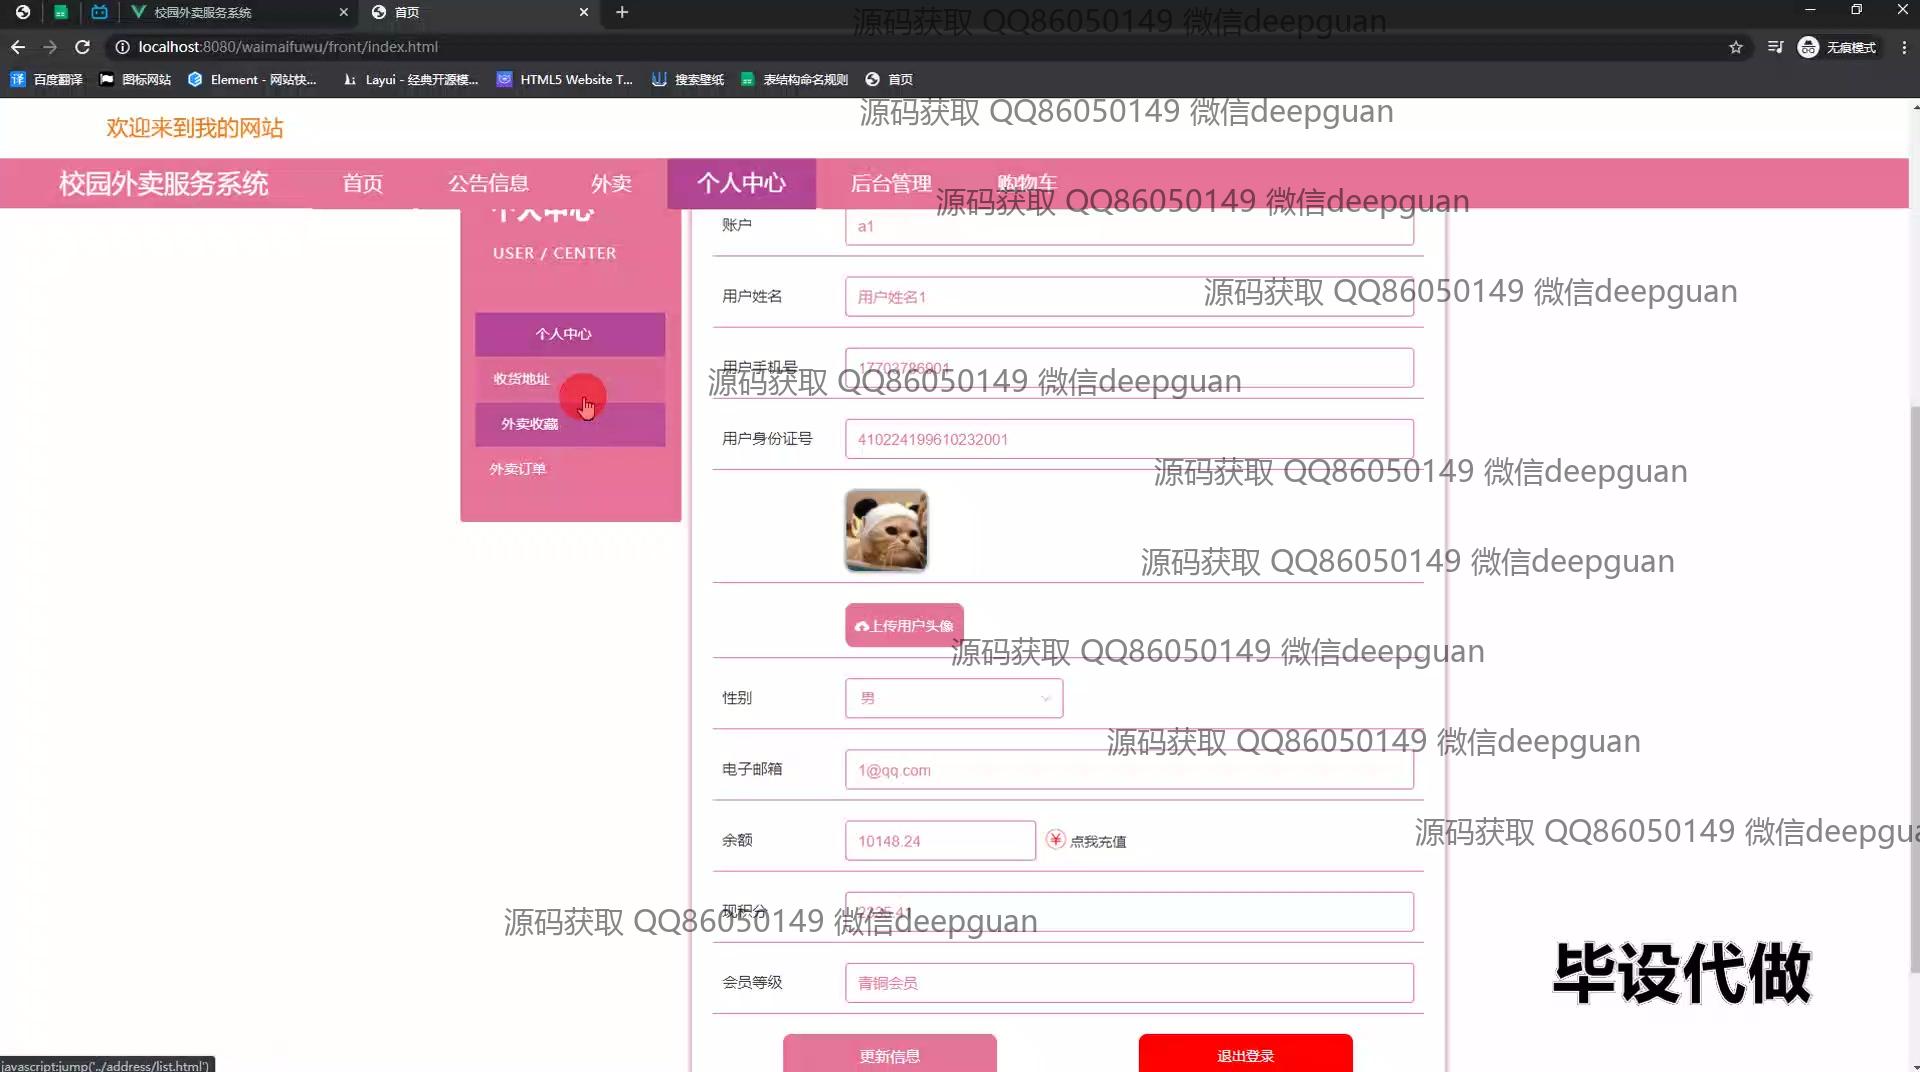 校园外卖服务系统
首页
源码获取 QQ86050149 微信deepguan
localhost:8080/waimaifuwu/front/index.html
无痕模式
百度翻译
图标网站
Element - 网站快...
Layui - 经典开源模...
HTML5 Website T...
搜索壁纸
表结构命名规则
首页
源码获取 QQ86050149 微信deepguan
欢迎来到我的网站
校园外卖服务系统
首页
公告信息
外卖
个人中心
后台管理
购物车
源码获取 QQ86050149 微信deepguan
个人中心
USER / CENTER
个人中心
收货地址
外卖收藏
外卖订单
账户
a1
用户姓名
用户姓名1
源码获取 QQ86050149 微信deepguan
用户手机号
17703786901
源码获取 QQ86050149 微信deepguan
用户身份证号
410224199610232001
源码获取 QQ86050149 微信deepguan
源码获取 QQ86050149 微信deepguan
上传用户头像
源码获取 QQ86050149 微信deepguan
性别
男
源码获取 QQ86050149 微信deepguan
电子邮箱
1@qq.com
余额
10148.24
点我充值
源码获取 QQ86050149 微信deepgua
现积分
源码获取 QQ86050149 微信deepguan
会员等级
青铜会员
毕设代做
更新信息
退出登录
javascript:jump('../address/list.html')